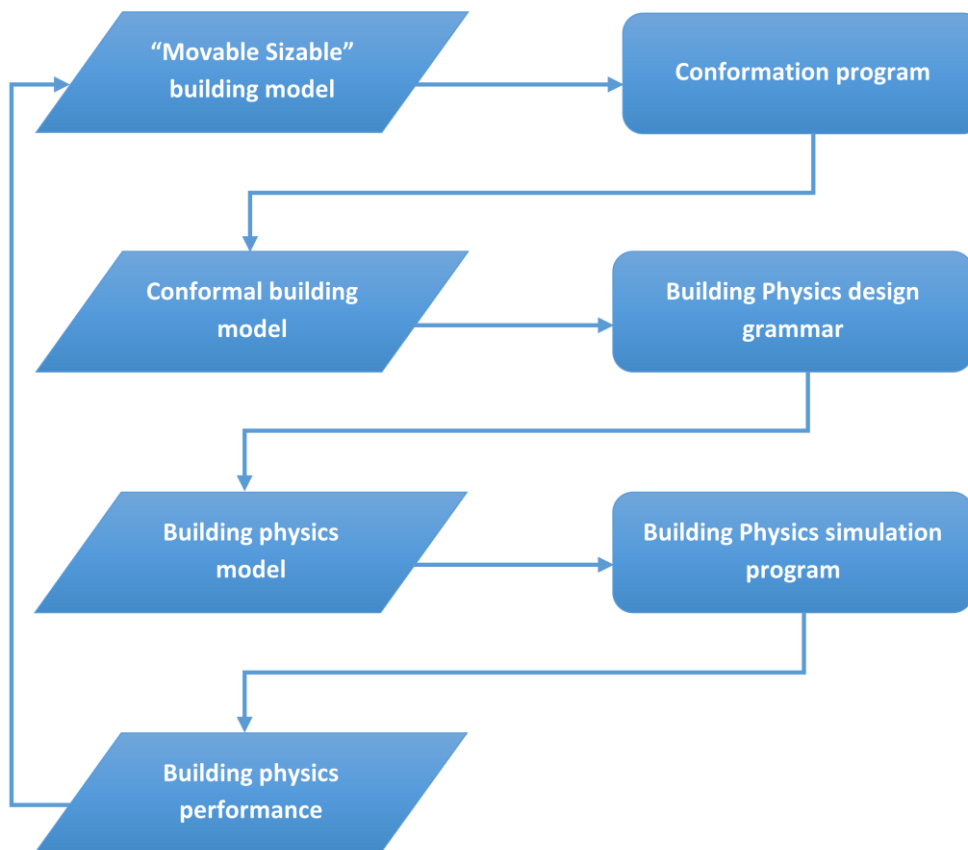 “Movable Sizable”
building model
Conformation program
Conformal building
model
Building Physics design
grammar
Building physics
model
Building Physics simulation
program
Building physics
performance